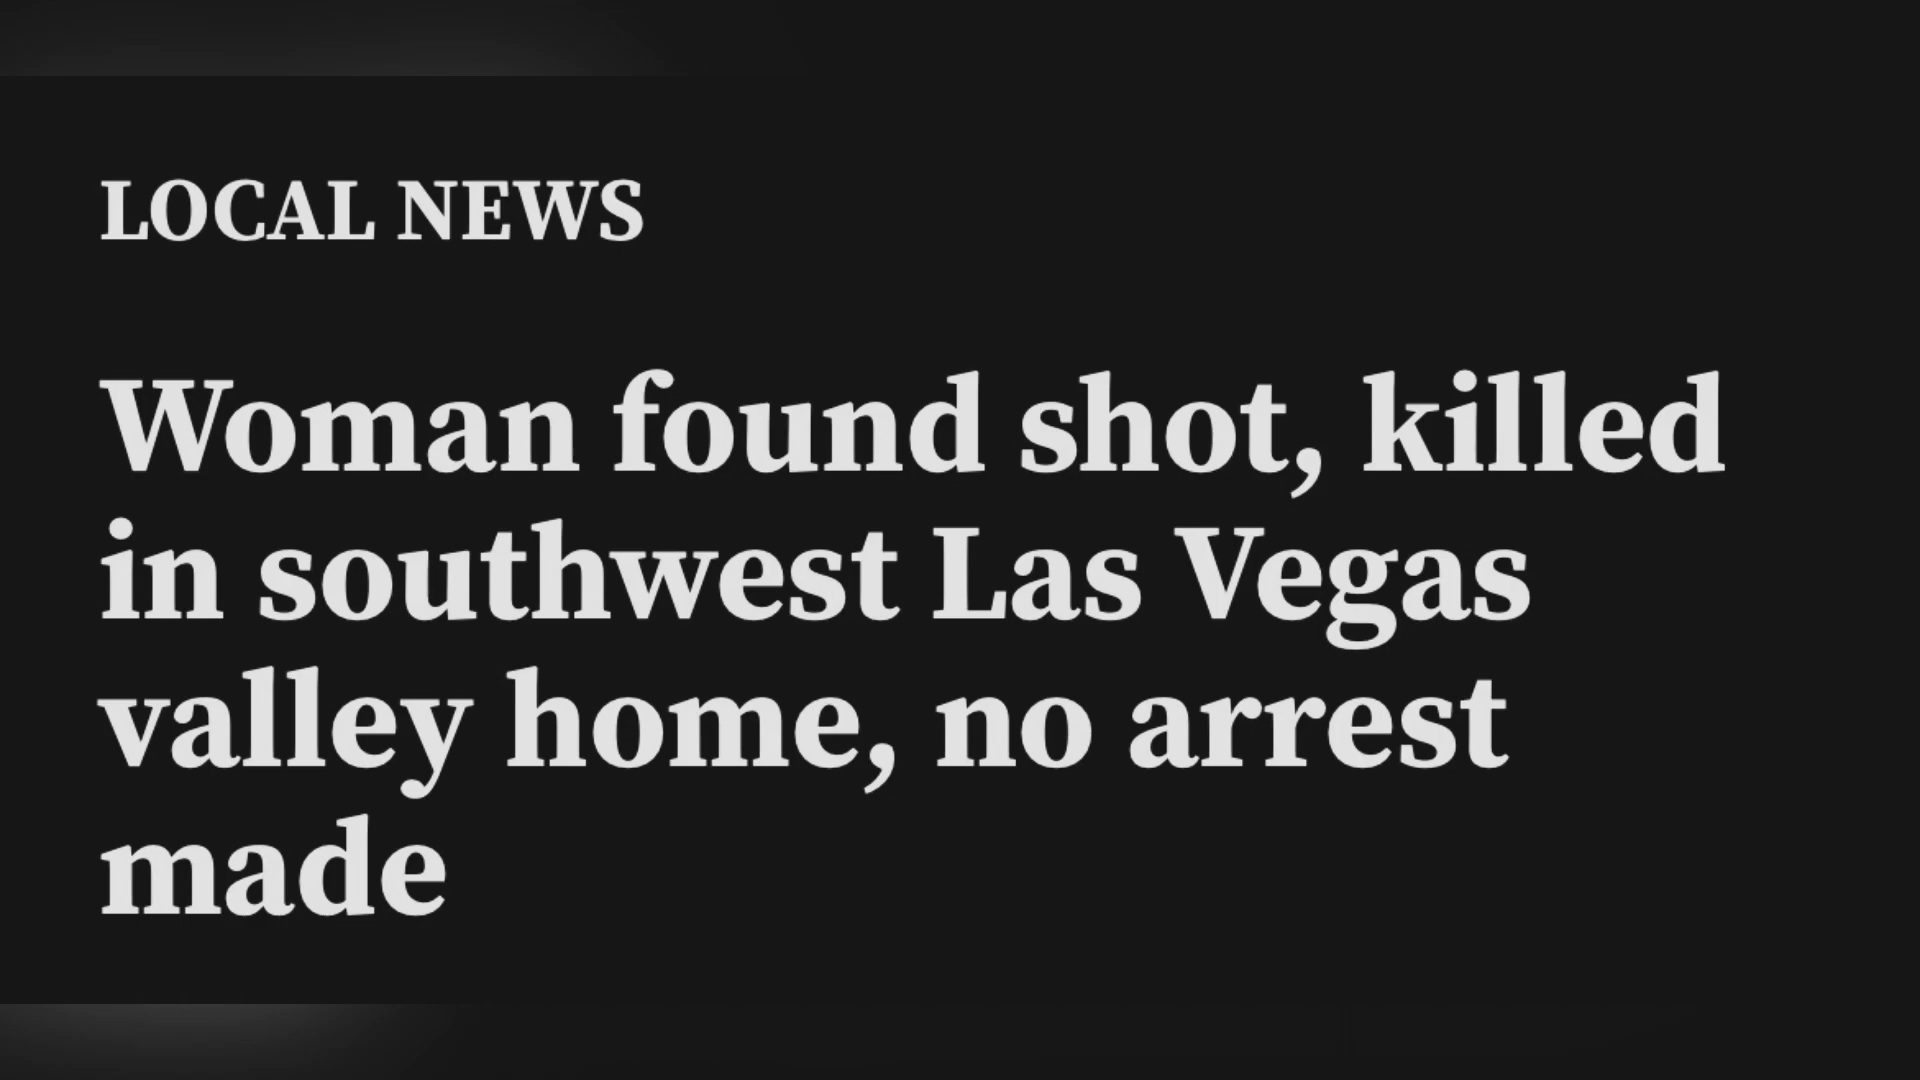 LOCAL NEWS
Woman found shot, killed
in southwest Las Vegas
valley home, no arrest
made